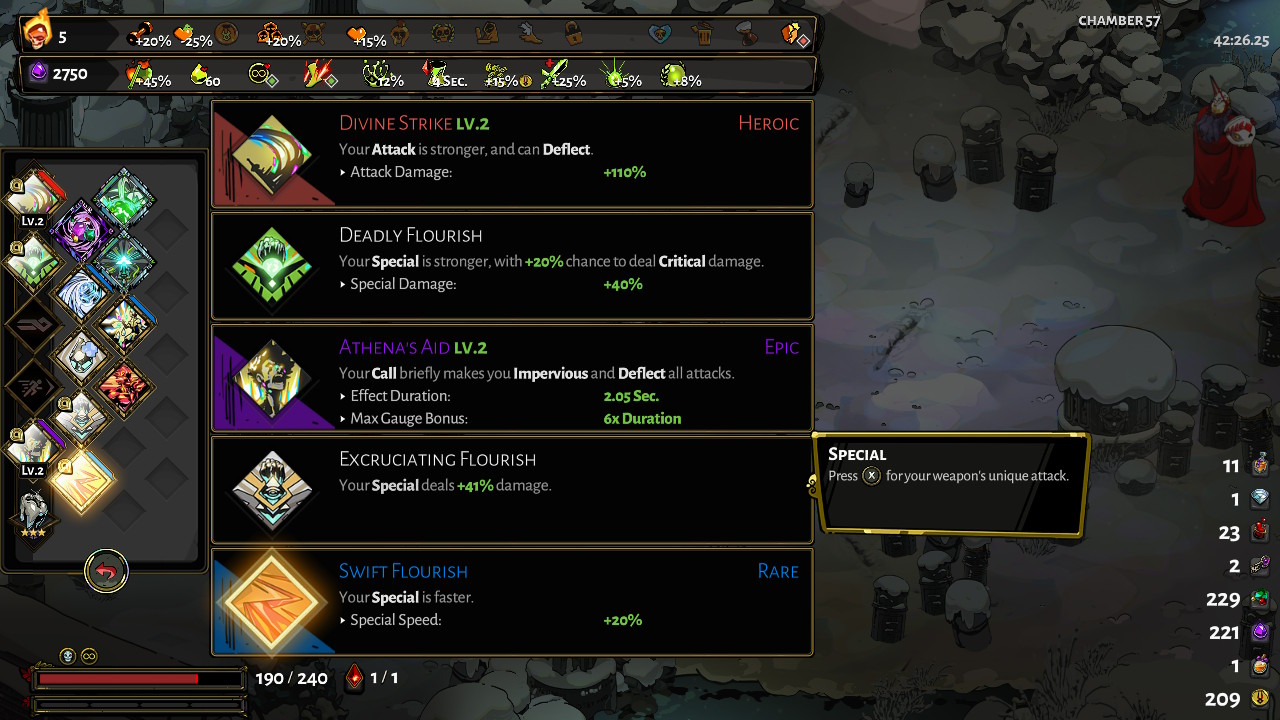 CHAMBER 57
42:26.25
5
+20%
-25%
+20%
+15%
2750
+45%
60
12%
4 SEC.
+15%
+25%
+5%
+8%
DIVINE STRIKE LV.2
HEROIC
Your Attack is stronger, and can Deflect.
Attack Damage: +110%
DEADLY FLOURISH
Your Special is stronger, with +20% chance to deal Critical damage.
Special Damage: +40%
ATHENA'S AID LV.2
EPIC
Your Call briefly makes you Impervious and Deflect all attacks.
Effect Duration: 2.05 Sec.
Max Gauge Bonus: 6x Duration
EXCRUCIATING FLOURISH
Your Special deals +41% damage.
SWIFT FLOURISH
RARE
Your Special is faster.
Special Speed: +20%
SPECIAL
Press X for your weapon's unique attack.
Lv.2
Lv.2
190 / 240
1 / 1
11
1
23
2
229
221
1
209